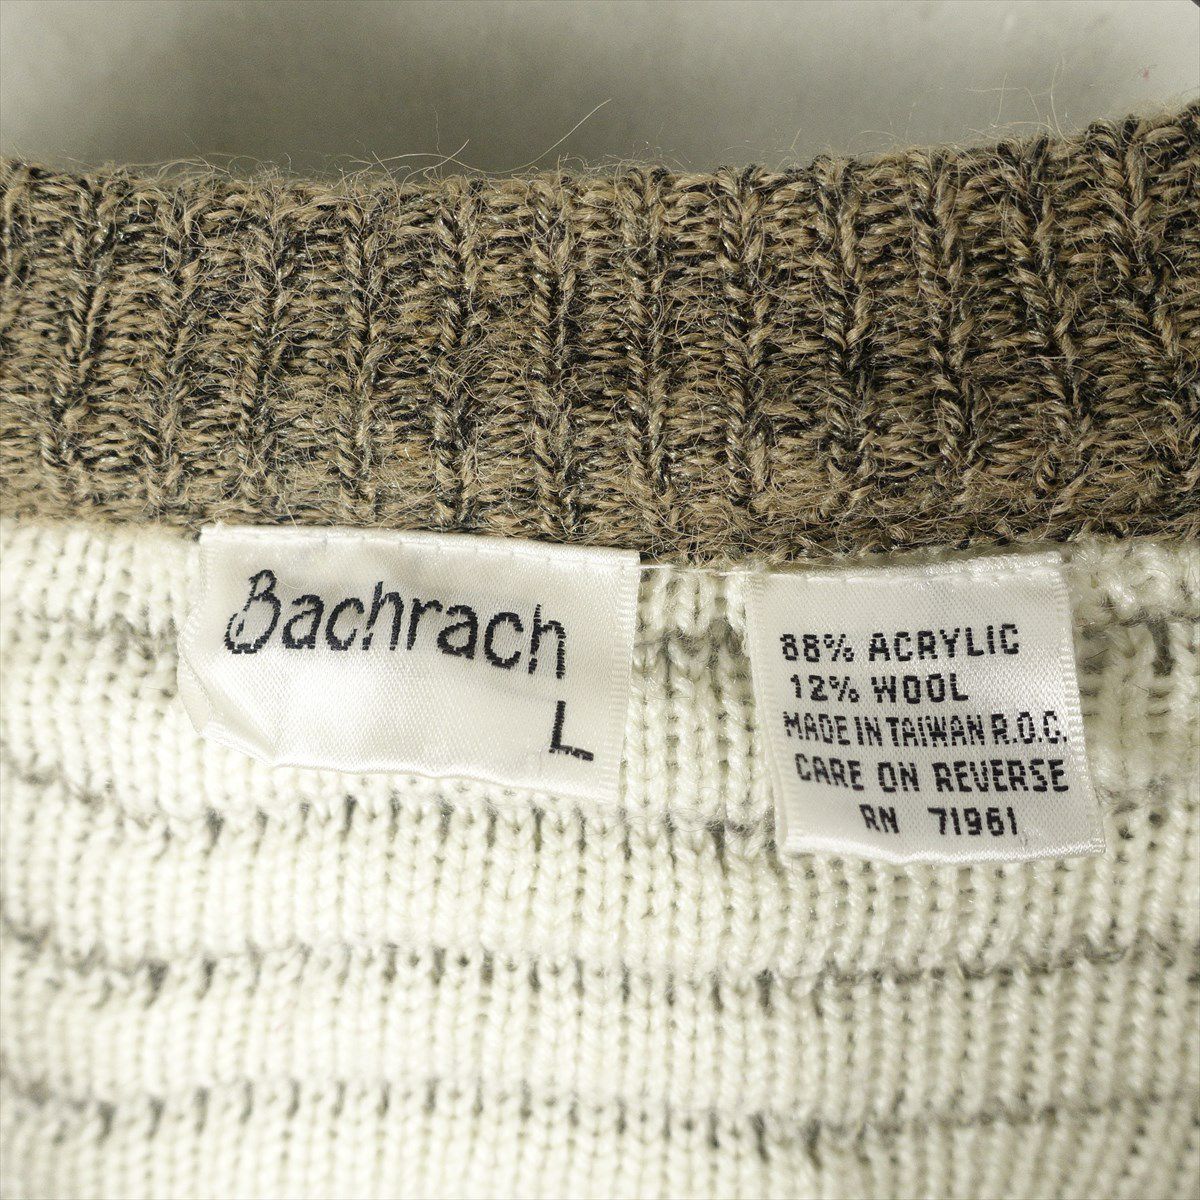 Bachrach
L
88% ACRYLIC
12% WOOL
MADE IN TAIWAN R.O.C.
CARE ON REVERSE
RN 71961